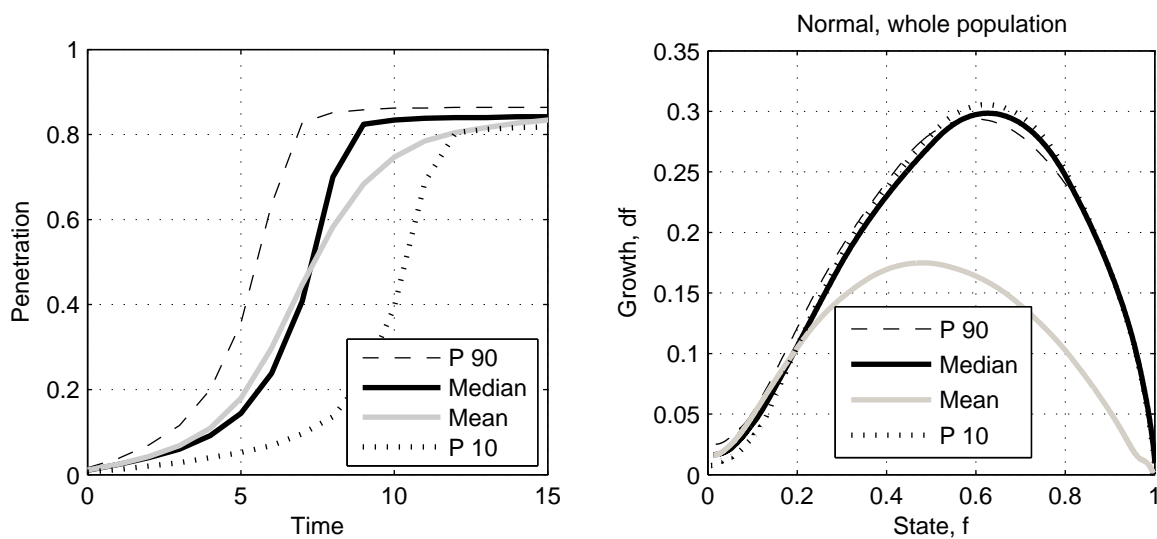 1
0.8
0.6
0.4
0.2
0
0
5
10
15
Penetration
Time
P 90
Median
Mean
P 10
Normal, whole population
0.35
0.3
0.25
0.2
0.15
0.1
0.05
0
0
0.2
0.4
0.6
0.8
1
Growth, df
State, f
P 90
Median
Mean
P 10